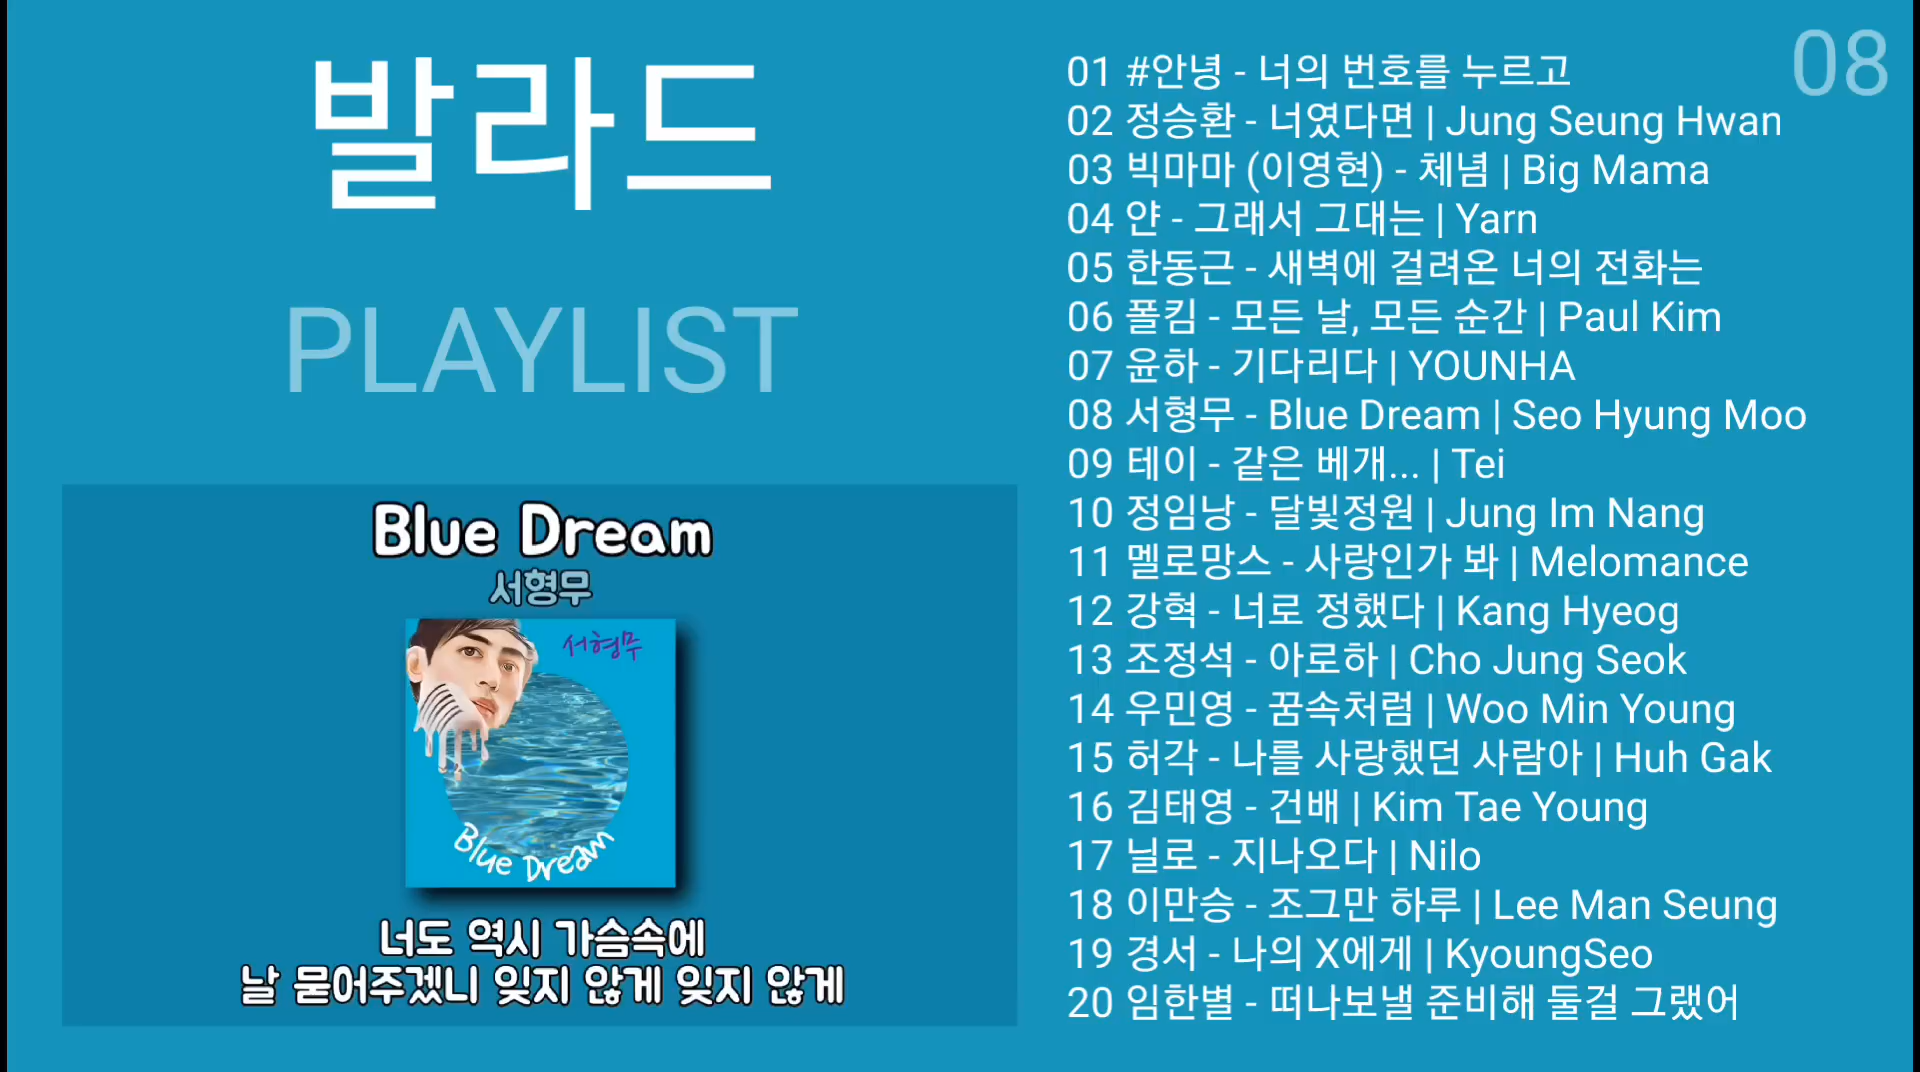 발라드
PLAYLIST
Blue Dream
서형무
서형무
Blue Dream
너도 역시 가슴속에
날 묻어주겠니 잊지 않게 잊지 않게
08
01 #안녕 - 너의 번호를 누르고
02 정승환 - 너였다면 | Jung Seung Hwan
03 빅마마 (이영현) - 체념 | Big Mama
04 얀 - 그래서 그대는 | Yarn
05 한동근 - 새벽에 걸려온 너의 전화는
06 폴킴 - 모든 날, 모든 순간 | Paul Kim
07 윤하 - 기다리다 | YOUNHA
08 서형무 - Blue Dream | Seo Hyung Moo
09 테이 - 같은 베개... | Tei
10 정임낭 - 달빛정원 | Jung Im Nang
11 멜로망스 - 사랑인가 봐 | Melomance
12 강혁 - 너로 정했다 | Kang Hyeog
13 조정석 - 아로하 | Cho Jung Seok
14 우민영 - 꿈속처럼 | Woo Min Young
15 허각 - 나를 사랑했던 사람아 | Huh Gak
16 김태영 - 건배 | Kim Tae Young
17 닐로 - 지나오다 | Nilo
18 이만승 - 조그만 하루 | Lee Man Seung
19 경서 - 나의 X에게 | KyoungSeo
20 임한별 - 떠나보낼 준비해 둘걸 그랬어